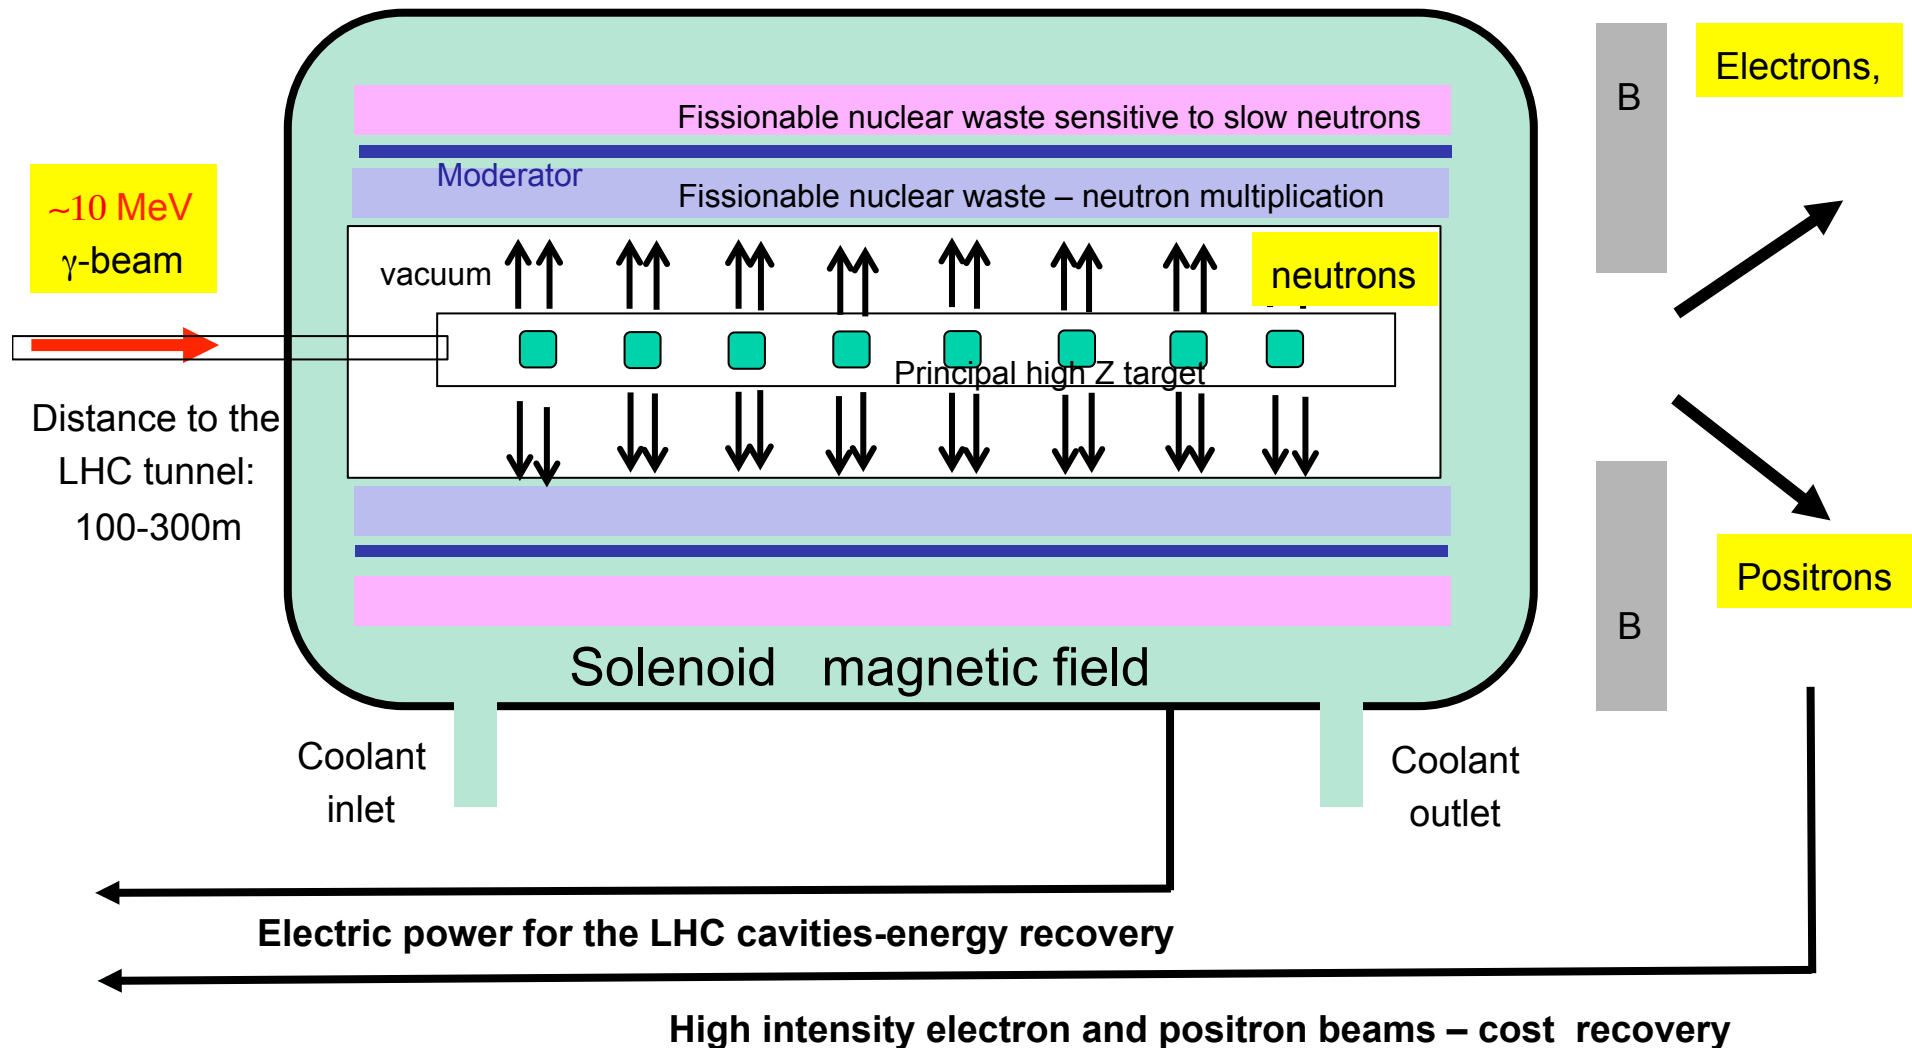 Electrons,
B
Fissionable nuclear waste sensitive to slow neutrons
Moderator
Fissionable nuclear waste – neutron multiplication
~10 MeV
γ-beam
vacuum
neutrons
Principal high Z target
Distance to the
LHC tunnel:
100-300m
Positrons
B
Solenoid magnetic field
Coolant
inlet
Coolant
outlet
Electric power for the LHC cavities-energy recovery
High intensity electron and positron beams – cost recovery